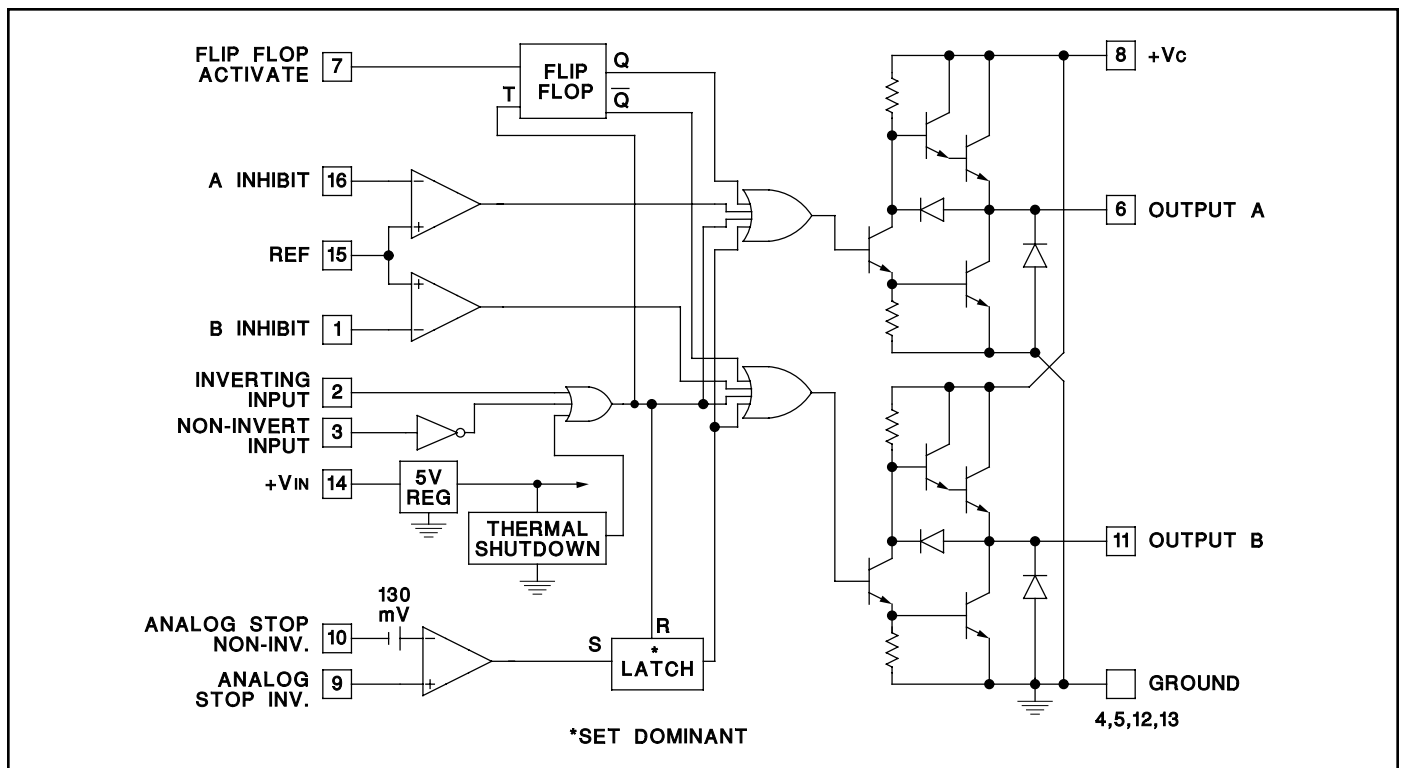 FLIP FLOP
ACTIVATE
7
FLIP
FLOP
T
Q
Q̅
8
+VC
A INHIBIT
16
−
+
REF
15
6
OUTPUT A
+
−
B INHIBIT
1
INVERTING
INPUT
2
NON-INVERT
INPUT
3
+VIN
14
5V
REG
THERMAL
SHUTDOWN
11
OUTPUT B
130
mV
ANALOG STOP
NON-INV.
10
−
ANALOG
STOP INV.
9
+
S
R
*
LATCH
GROUND
4,5,12,13
*SET DOMINANT